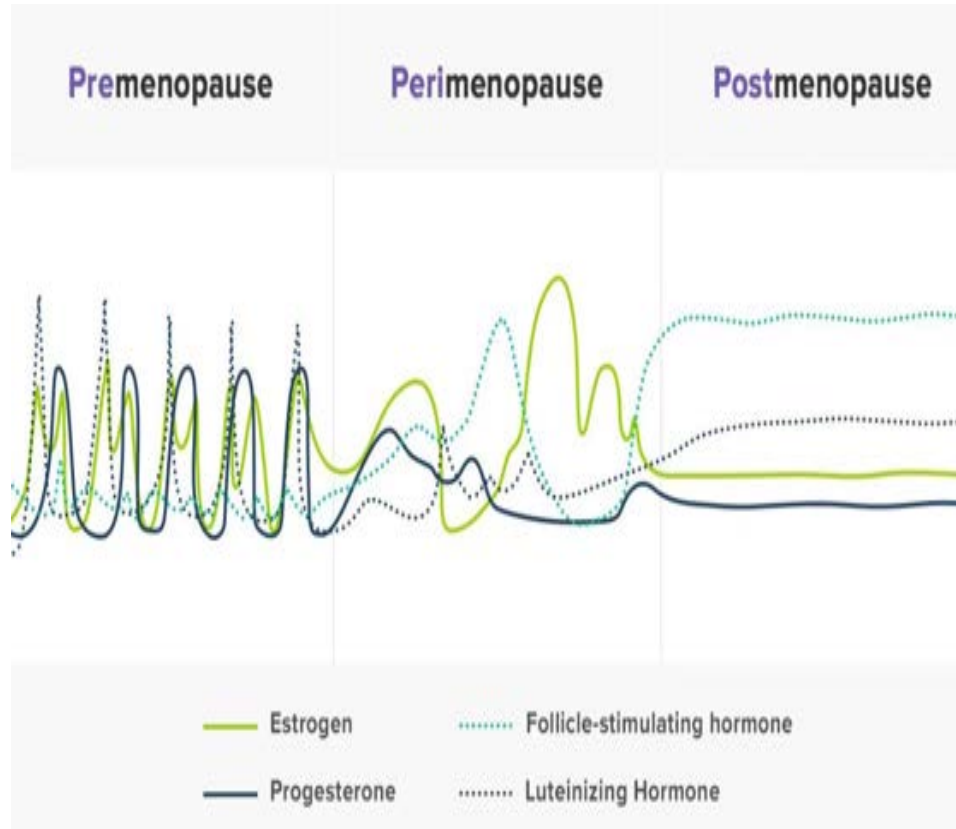 Premenopause
Perimenopause
Postmenopause
Estrogen
Follicle-stimulating hormone
Progesterone
Luteinizing Hormone